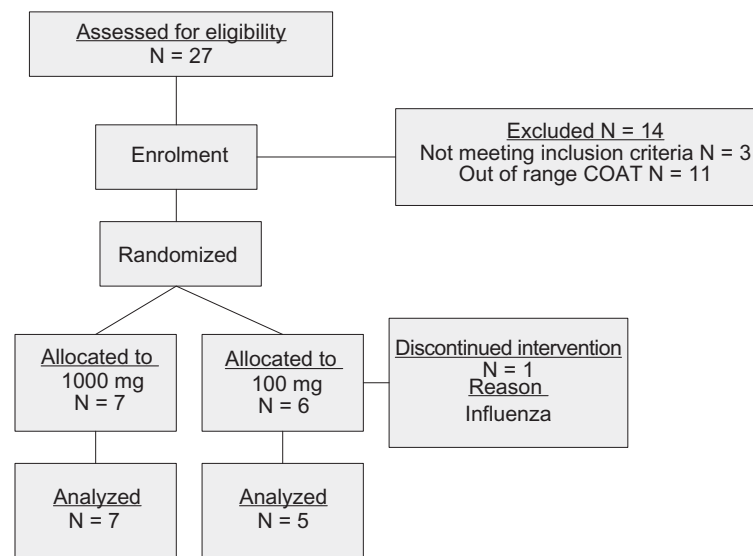 Assessed for eligibility
N = 27
Enrolment
Excluded N = 14
Not meeting inclusion criteria N = 3
Out of range COAT N = 11
Randomized
Allocated to
1000 mg
N = 7
Allocated to
100 mg
N = 6
Discontinued intervention
N = 1
Reason
Influenza
Analyzed
N = 7
Analyzed
N = 5